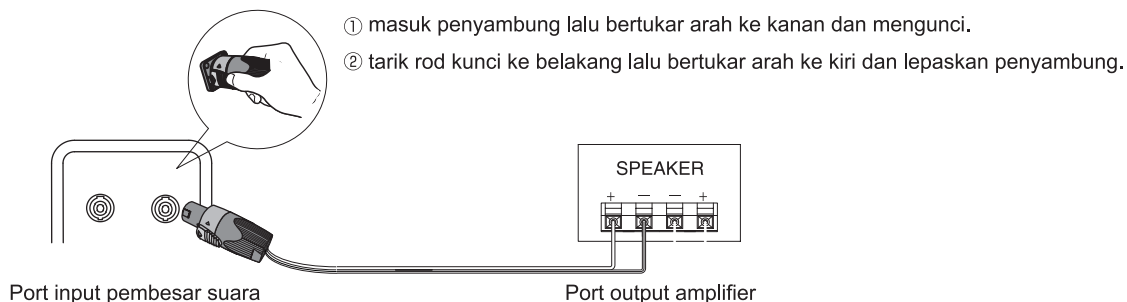 ① masuk penyambung lalu bertukar arah ke kanan dan mengunci.
② tarik rod kunci ke belakang lalu bertukar arah ke kiri dan lepaskan penyambung.
SPEAKER
+ − − +
Port input pembesar suara
Port output amplifier